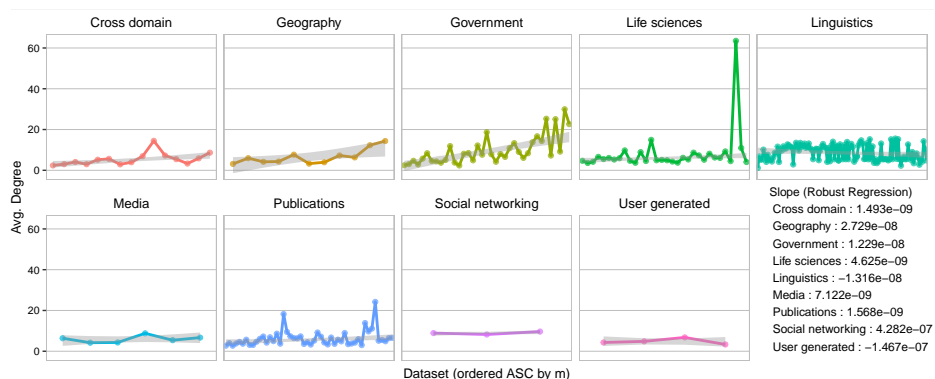 Cross domain Geography Government Life sciences Linguistics
60
40
20
0
Avg. Degree
Media Publications Social networking User generated
60
40
20
0
Slope (Robust Regression)
Cross domain : 1.493e−09
Geography : 2.729e−08
Government : 1.229e−08
Life sciences : 4.625e−09
Linguistics : −1.316e−08
Media : 7.122e−09
Publications : 1.568e−09
Social networking : 4.282e−07
User generated : −1.467e−07
Dataset (ordered ASC by m)